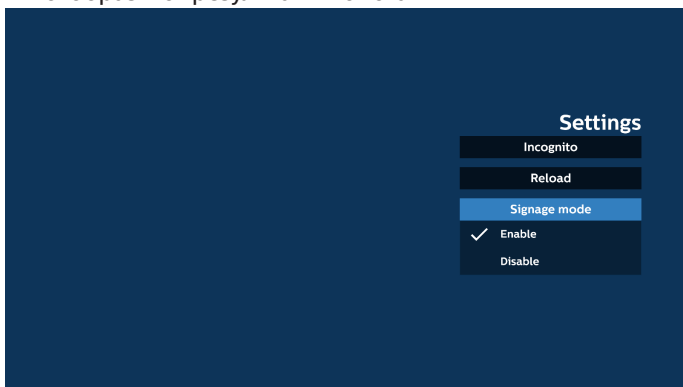 Settings
Incognito
Reload
Signage mode
Enable
Disable